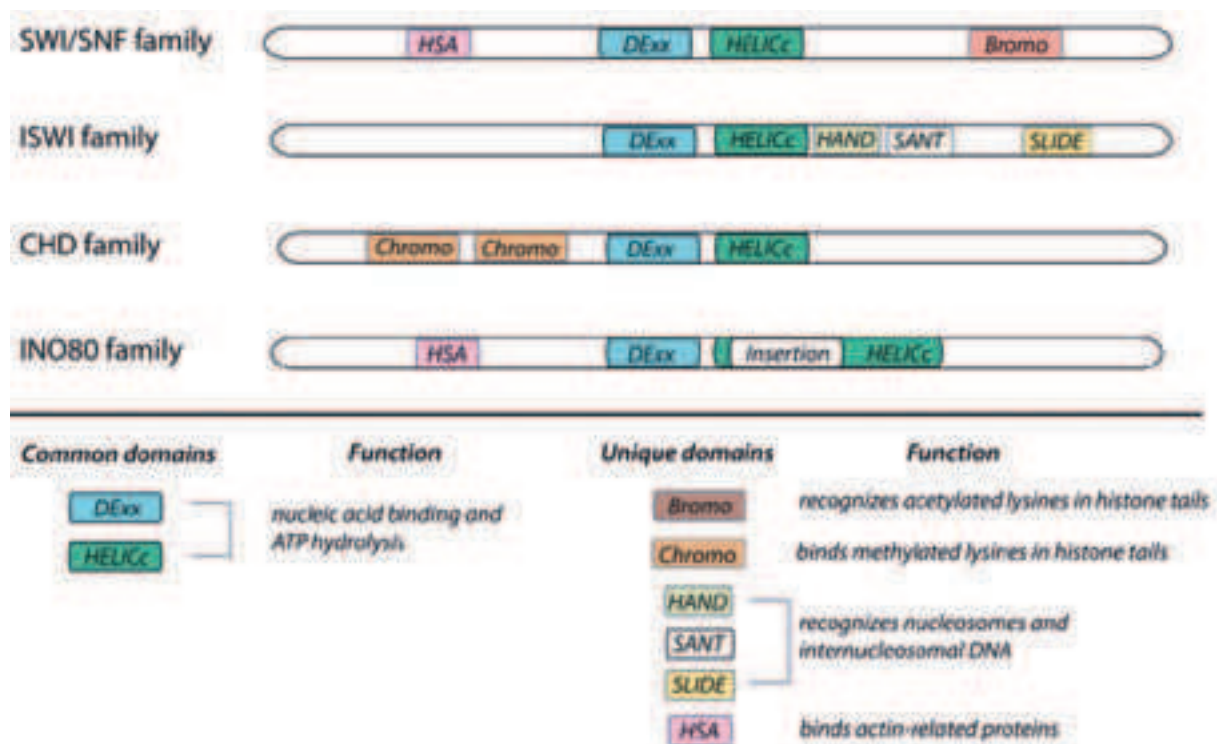 SWI/SNF family HSA DExx HELICc Bromo
ISWI family DExx HELICc HAND SANT SLIDE
CHD family Chromo Chromo DExx HELICc
INO80 family HSA DExx Insertion HELICc
Common domains Function Unique domains Function
DExx
HELICc
nucleic acid binding and
ATP hydrolysis
Bromo recognizes acetylated lysines in histone tails
Chromo binds methylated lysines in histone tails
HAND
SANT
SLIDE
recognizes nucleosomes and
internucleosomal DNA
HSA binds actin-related proteins